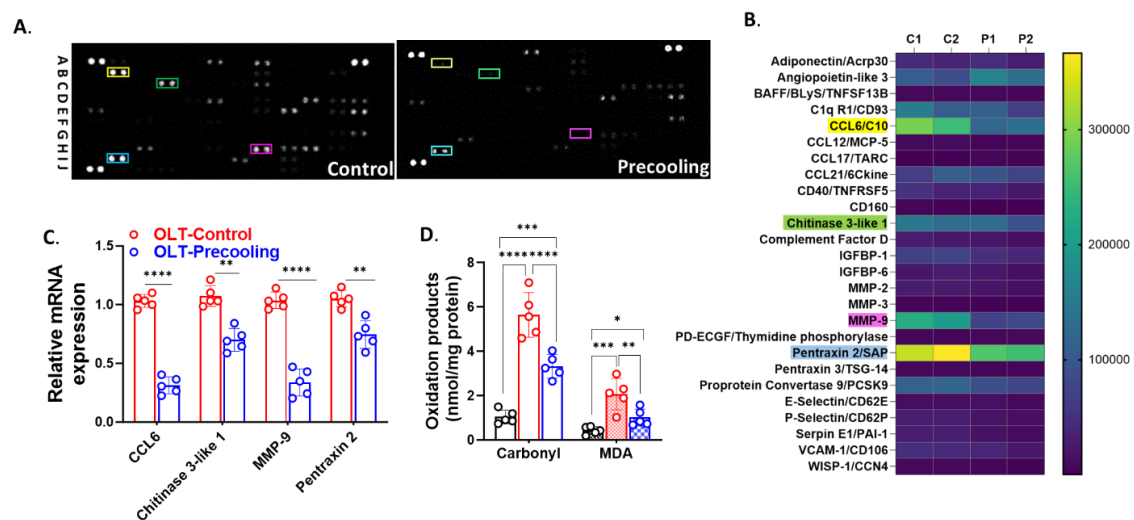 A.
A
B
C
D
E
F
G
H
I
J
Control
Precooling
B.
C1 C2 P1 P2
Adiponectin/Acrp30
Angiopoietin-like 3
BAFF/BLyS/TNFSF13B
C1q R1/CD93
CCL6/C10
CCL12/MCP-5
CCL17/TARC
CCL21/6Ckine
CD40/TNFRSF5
CD160
Chitinase 3-like 1
Complement Factor D
IGFBP-1
IGFBP-6
MMP-2
MMP-3
MMP-9
PD-ECGF/Thymidine phosphorylase
Pentraxin 2/SAP
Pentraxin 3/TSG-14
Proprotein Convertase 9/PCSK9
E-Selectin/CD62E
P-Selectin/CD62P
Serpin E1/PAI-1
VCAM-1/CD106
WISP-1/CCN4
300000
200000
100000
C.
OLT-Control
OLT-Precooling
Relative mRNA
expression
1.5
1.0
0.5
0.0
**** ** **** **
CCL6
Chitinase 3-like 1
MMP-9
Pentraxin 2
D.
Oxidation products
(nmol/mg protein)
8
6
4
2
0
***
**** ****
*
*** **
Carbonyl MDA